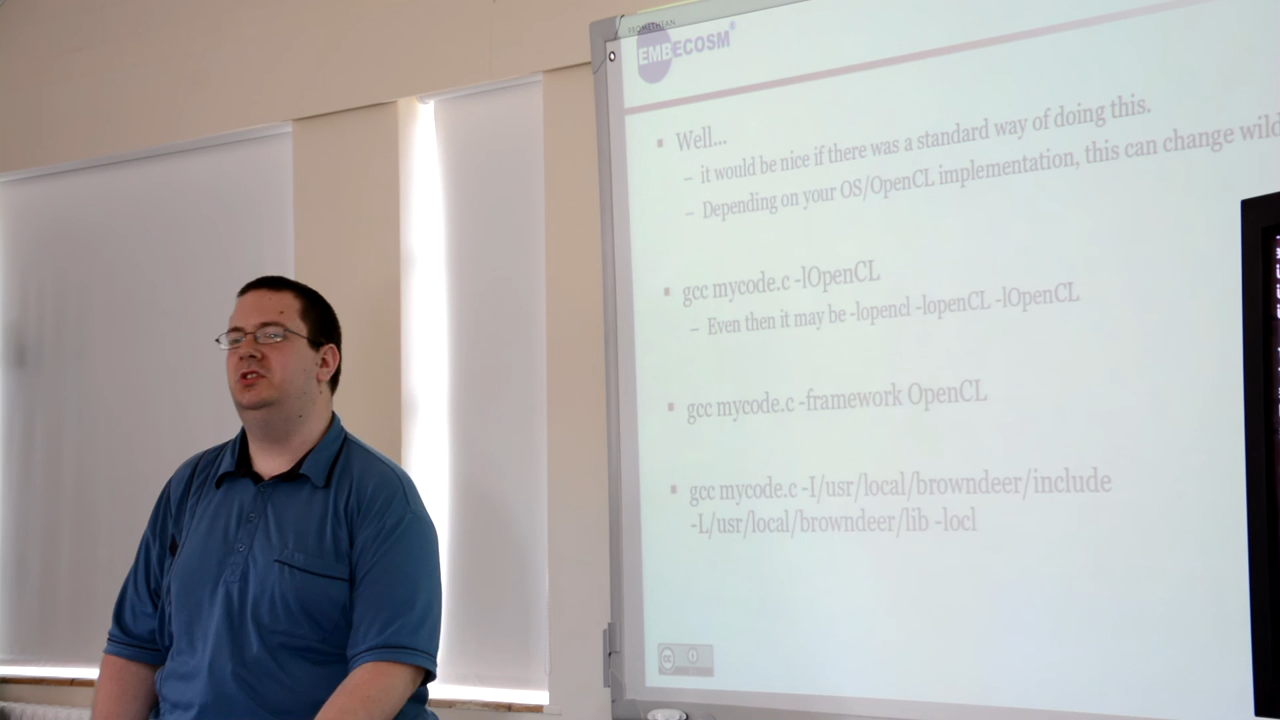 PROMETHEAN
EMBECOSM®
Well...
– it would be nice if there was a standard way of doing this.
– Depending on your OS/OpenCL implementation, this can change
gcc mycode.c -lOpenCL
– Even then it may be -lopencl -lopenCL -lOpenCL
gcc mycode.c -framework OpenCL
gcc mycode.c -I/usr/local/browndeer/include
-L/usr/local/browndeer/lib -locl
cc